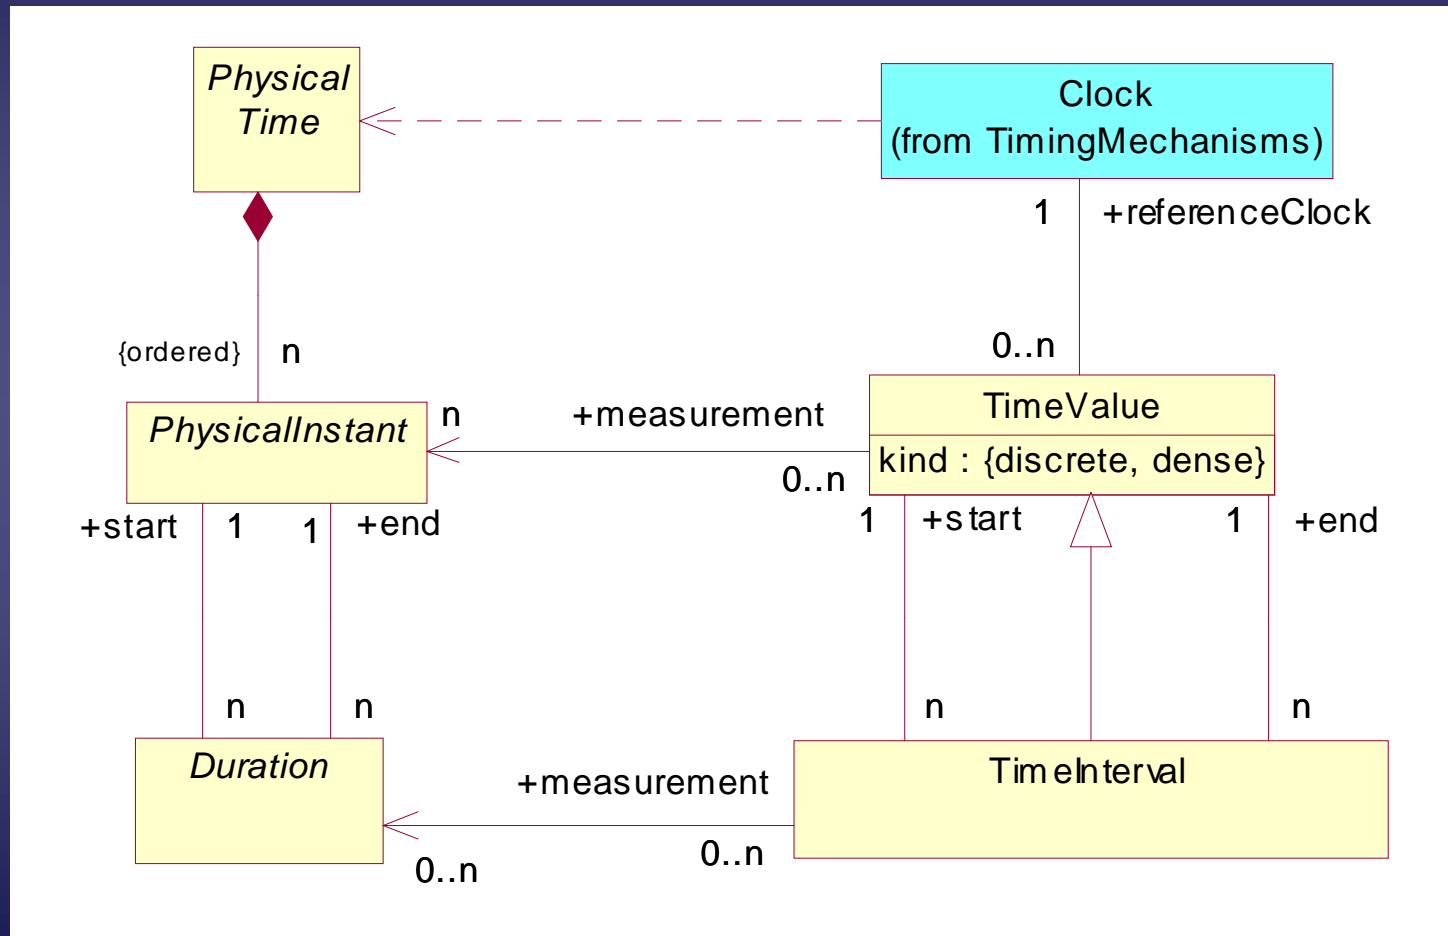 Physical
Time
Clock
(from TimingMechanisms)
1
+referenceClock
{ordered}
n
0..n
PhysicalInstant
n
+measurement
0..n
TimeValue
kind : {discrete, dense}
+start
1
1
+end
1
+start
1
+end
n
n
n
n
Duration
+measurement
0..n
0..n
TimeInterval